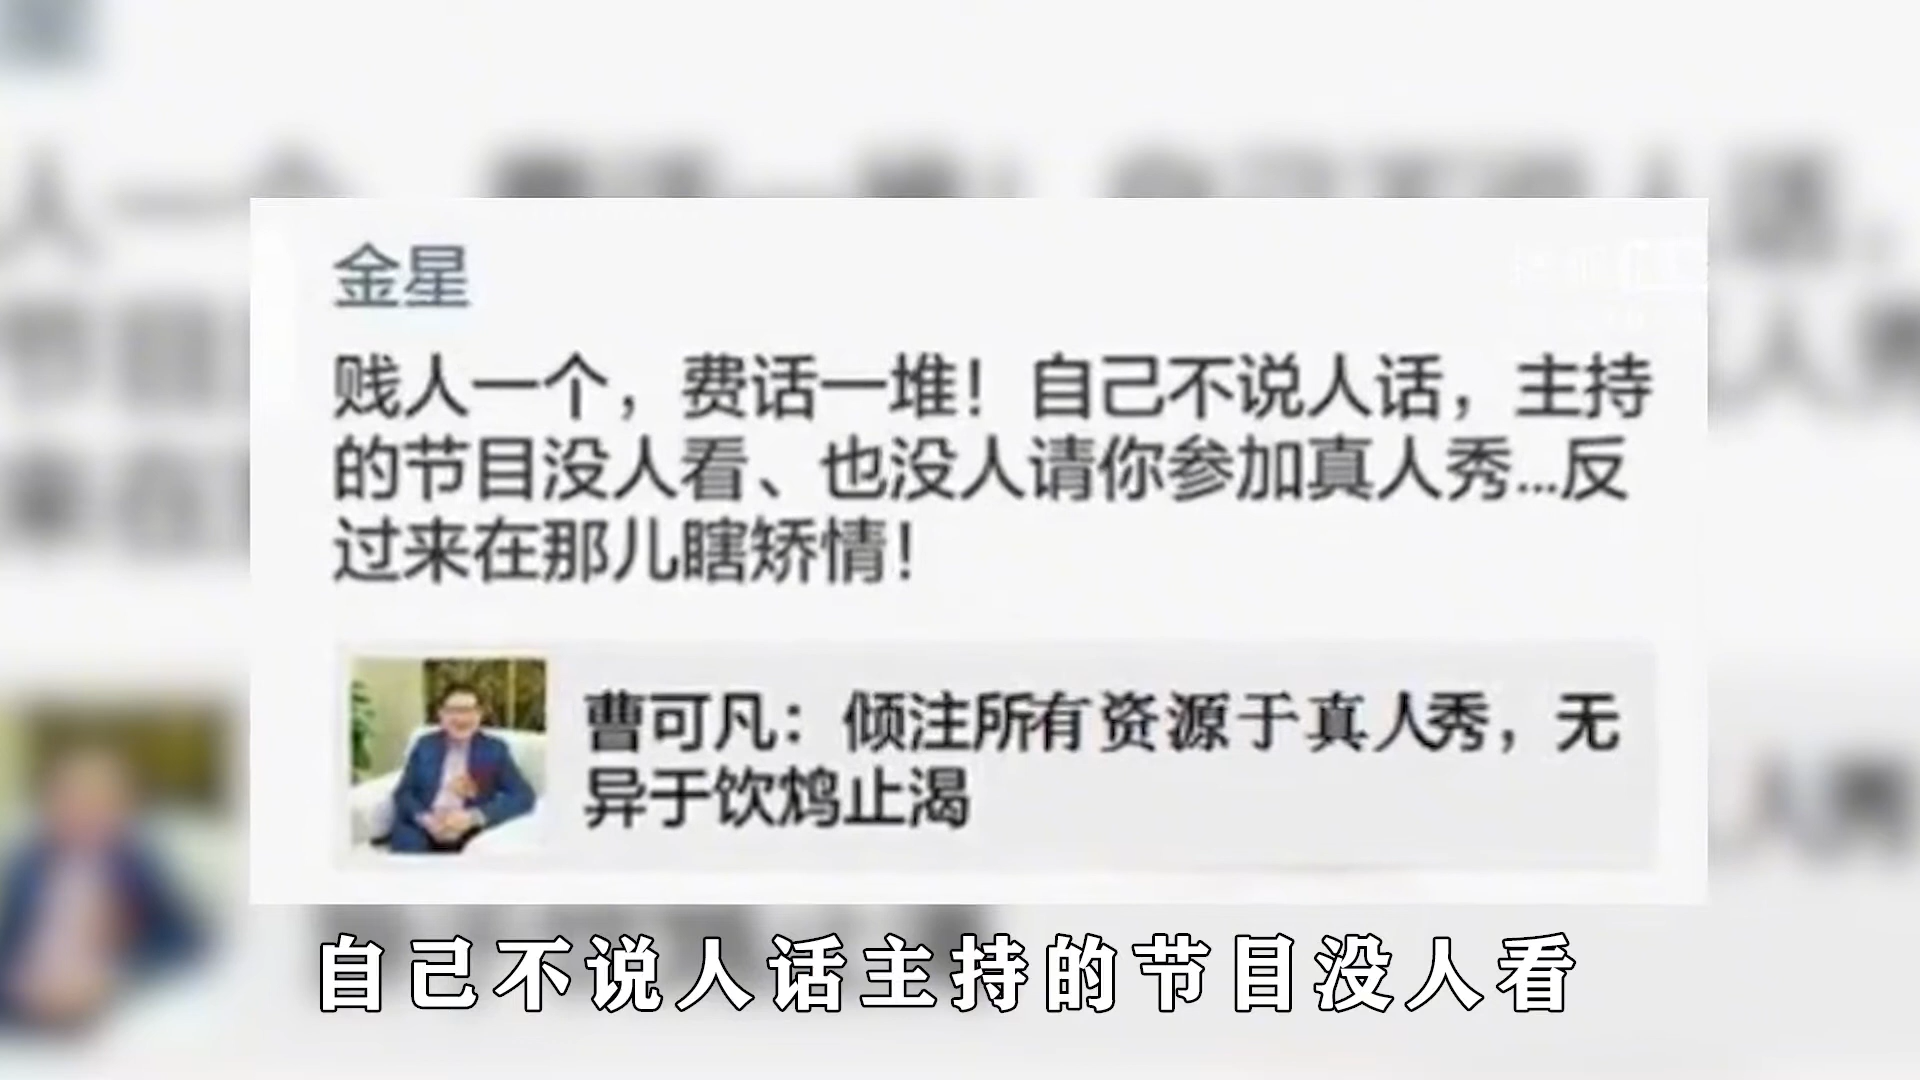 金星
贱人一个，费话一堆！自己不说人话，主持
的节目没人看、也没人请你参加真人秀...反
过来在那儿瞎矫情！
曹可凡：倾注所有资源于真人秀，无
异于饮鸩止渴
自己不说人话主持的节目没人看